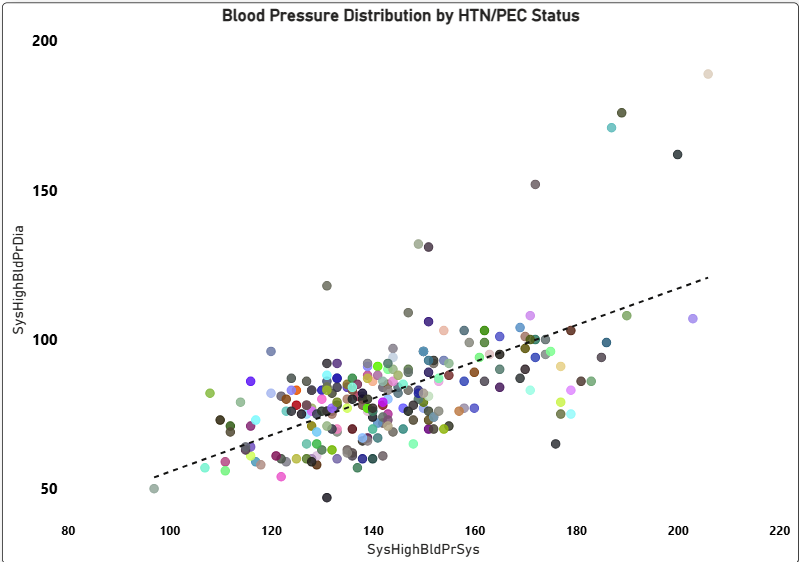 Blood Pressure Distribution by HTN/PEC Status
200
150
100
50
SysHighBldPrDia
80 100 120 140 160 180 200 220
SysHighBldPrSys